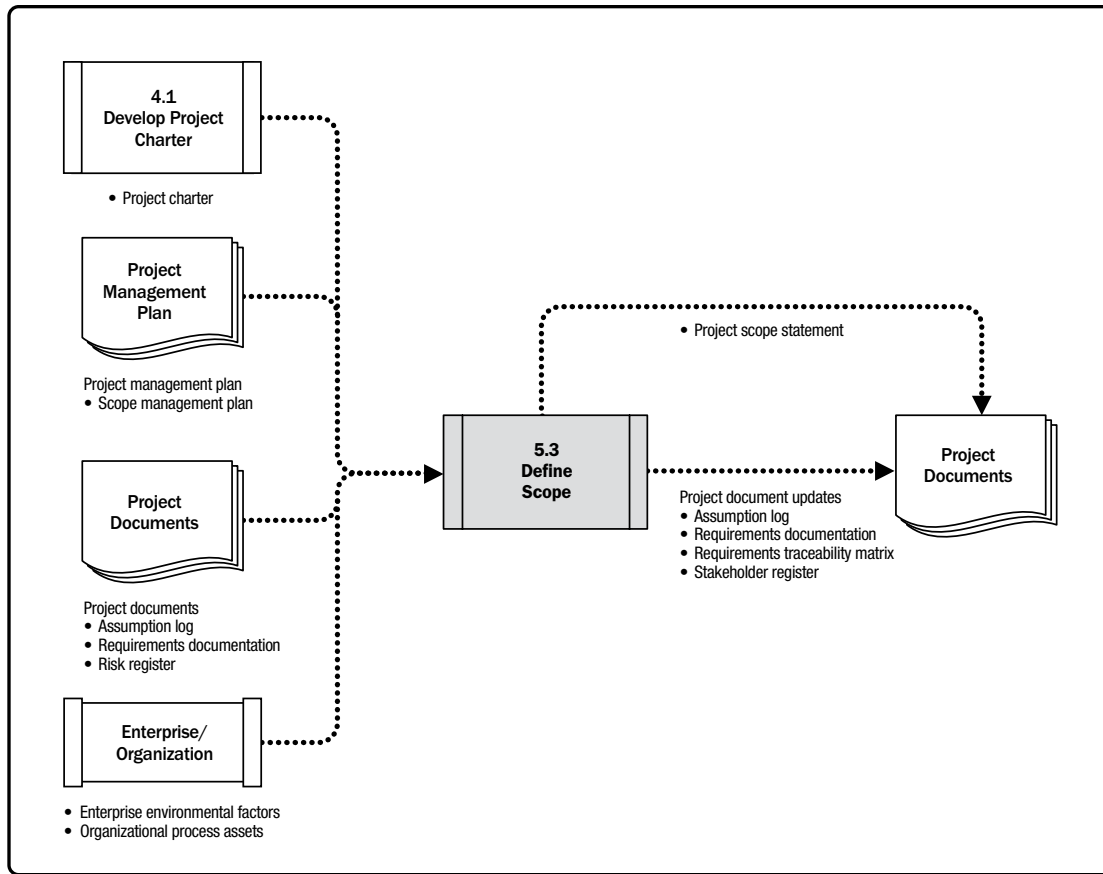 4.1
Develop Project
Charter
• Project charter
Project
Management
Plan
Project management plan
• Scope management plan
Project
Documents
Project documents
• Assumption log
• Requirements documentation
• Risk register
Enterprise/
Organization
• Enterprise environmental factors
• Organizational process assets
5.3
Define
Scope
• Project scope statement
Project document updates
• Assumption log
• Requirements documentation
• Requirements traceability matrix
• Stakeholder register
Project
Documents